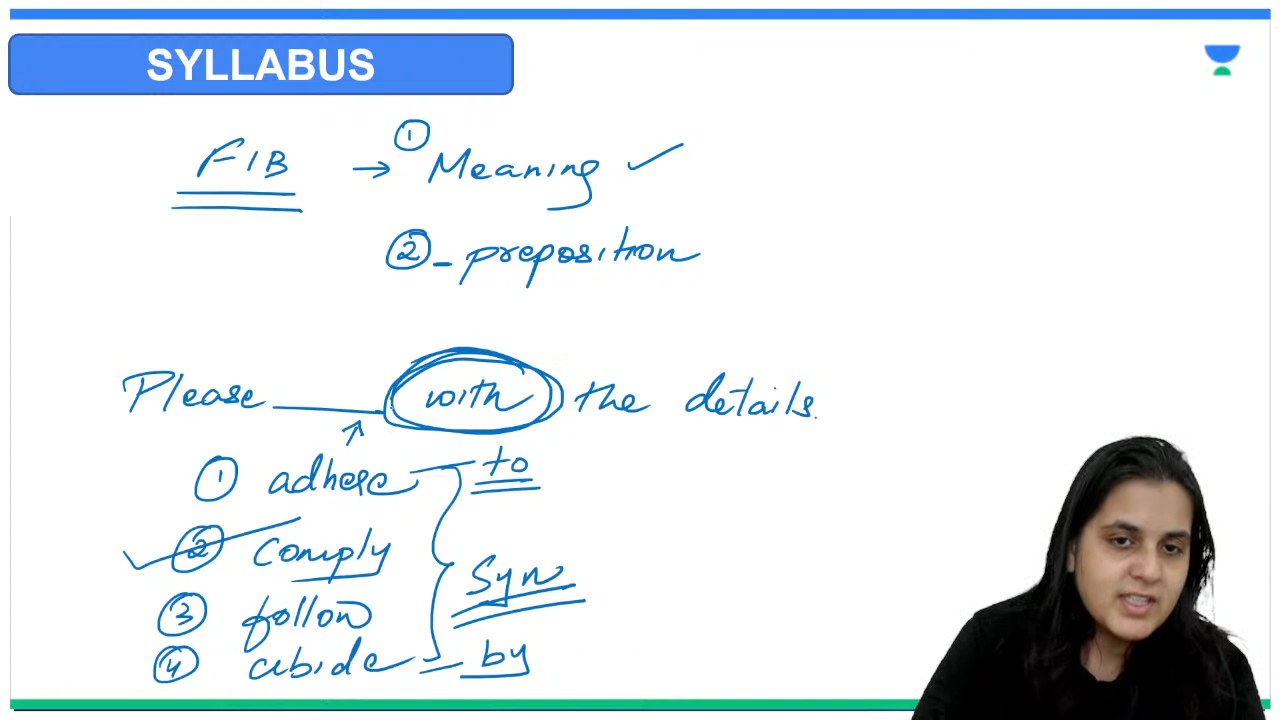 SYLLABUS
FIB → ① Meaning ✓
② - preposition
Please ______ with the details.
① adhere to
② comply
Syn
③ follow
④ abide by